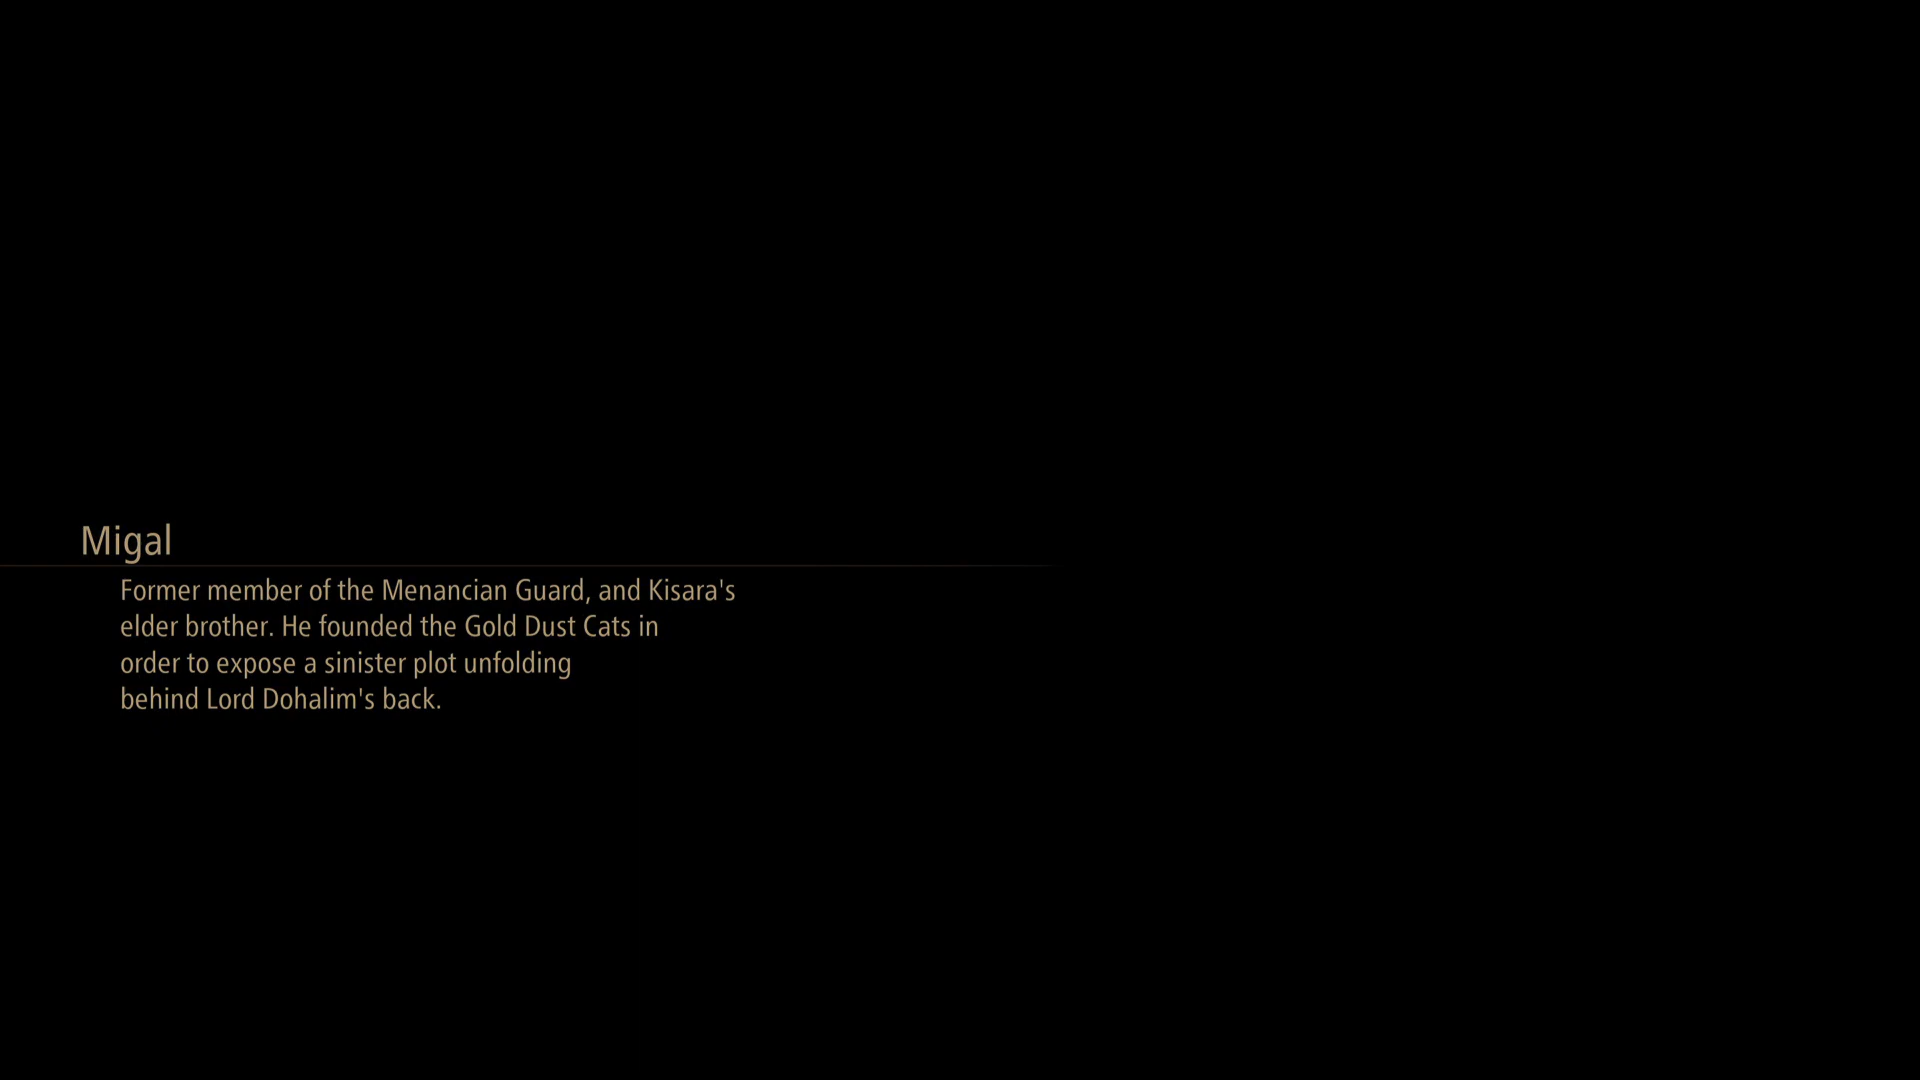 Migal
Former member of the Menancian Guard, and Kisara's
elder brother. He founded the Gold Dust Cats in
order to expose a sinister plot unfolding
behind Lord Dohalim's back.